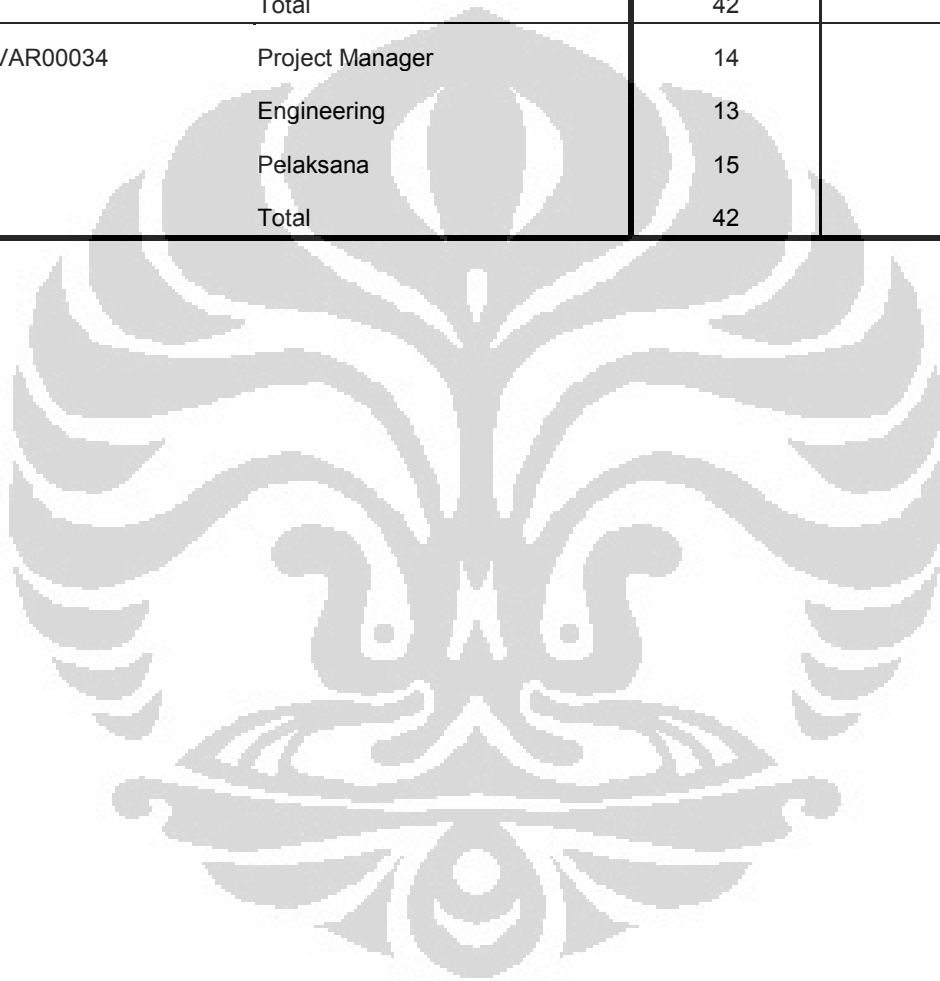 Total 42
VAR00034 Project Manager 14
Engineering 13
Pelaksana 15
Total 42